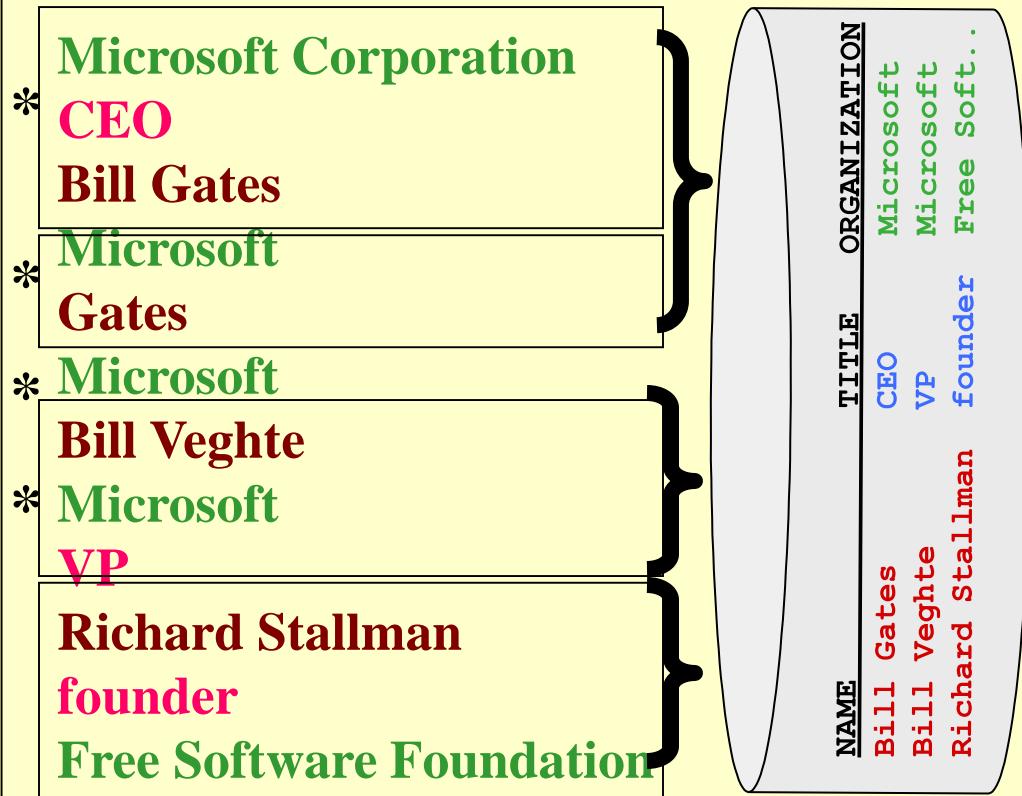 Microsoft Corporation
* CEO
Bill Gates
* Microsoft
Gates
* Microsoft
Bill Veghte
* Microsoft
VP
Richard Stallman
founder
Free Software Foundation
NAME TITLE ORGANIZATION
Bill Gates CEO Microsoft
Bill Veghte VP Microsoft
Richard Stallman founder Free Soft..